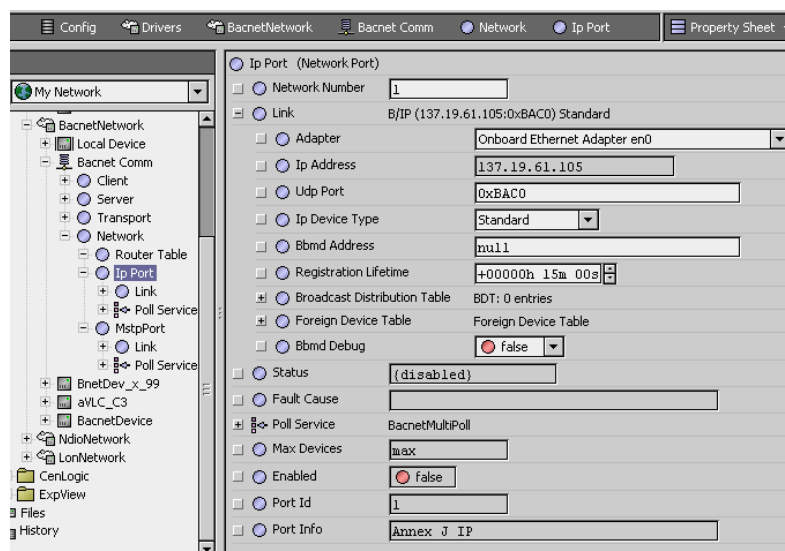 Config Drivers BacnetNetwork Bacnet Comm Network Ip Port Property Sheet
My Network
BacnetNetwork
Local Device
Bacnet Comm
Client
Server
Transport
Network
Router Table
Ip Port
Link
Poll Service
MstpPort
Link
Poll Service
BnetDev_x_99
aVLC_C3
BacnetDevice
NdioNetwork
LonNetwork
CenLogic
ExpView
Files
History
Ip Port (Network Port)
Network Number 1
Link B/IP (137.19.61.105:0xBAC0) Standard
Adapter Onboard Ethernet Adapter en0
Ip Address 137.19.61.105
Udp Port 0xBAC0
Ip Device Type Standard
Bbmd Address null
Registration Lifetime +00000h 15m 00s
Broadcast Distribution Table BDT: 0 entries
Foreign Device Table Foreign Device Table
Bbmd Debug false
Status {disabled}
Fault Cause
Poll Service BacnetMultiPoll
Max Devices max
Enabled false
Port Id 1
Port Info Annex J IP